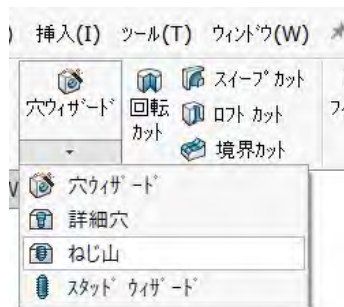 ) 挿入(I) ツール(T) ウィンドウ(W)
穴ウィザード 回転カット スイープ カット
ロフト カット
境界カット
穴ウィザード
詳細穴
ねじ山
スタッド ウィザード